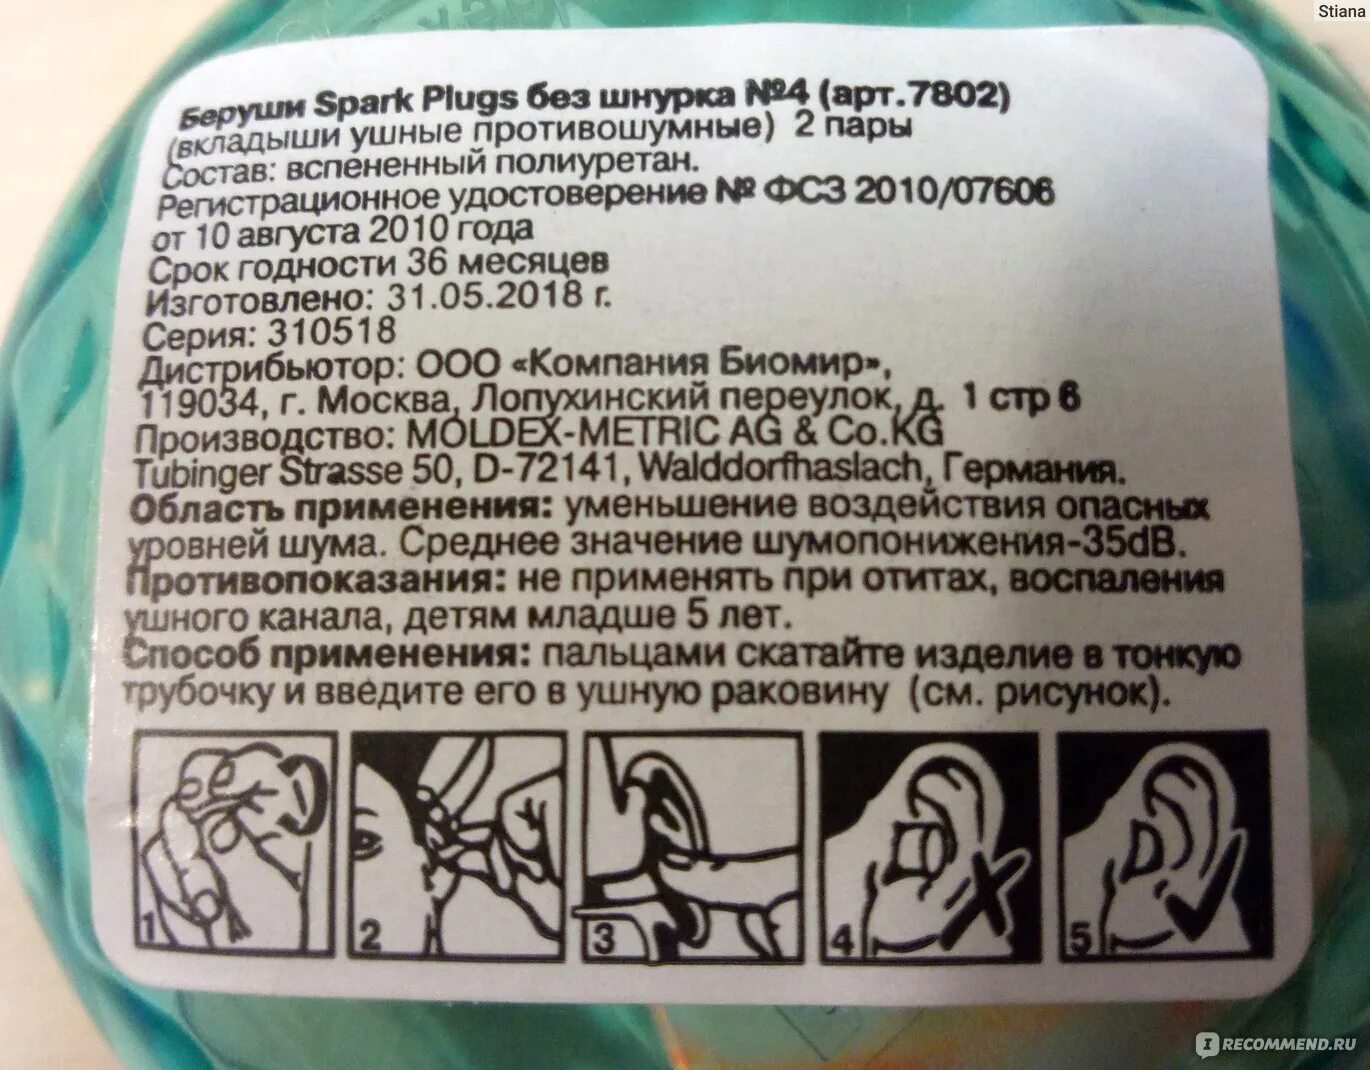 Stiana
Беруши Spark Plugs без шнурка №4 (арт.7802)
(вкладыши ушные противошумные) 2 пары
Состав: вспененный полиуретан.
Регистрационное удостоверение № ФСЗ 2010/07606
от 10 августа 2010 года
Срок годности 36 месяцев
Изготовлено: 31.05.2018 г.
Серия: 310518
Дистрибьютор: ООО «Компания Биомир»,
119034, г. Москва, Лопухинский переулок, д. 1 стр 6
Производство: MOLDEX-METRIC AG & Co.KG
Tubinger Strasse 50, D-72141, Walddorfhaslach, Германия.
Область применения: уменьшение воздействия опасных
уровней шума. Среднее значение шумопонижения-35dB.
Противопоказания: не применять при отитах, воспаления
ушного канала, детям младше 5 лет.
Способ применения: пальцами скатайте изделие в тонкую
трубочку и введите его в ушную раковину (см. рисунок).
1 2 3 4 5
IRECOMMEND.RU